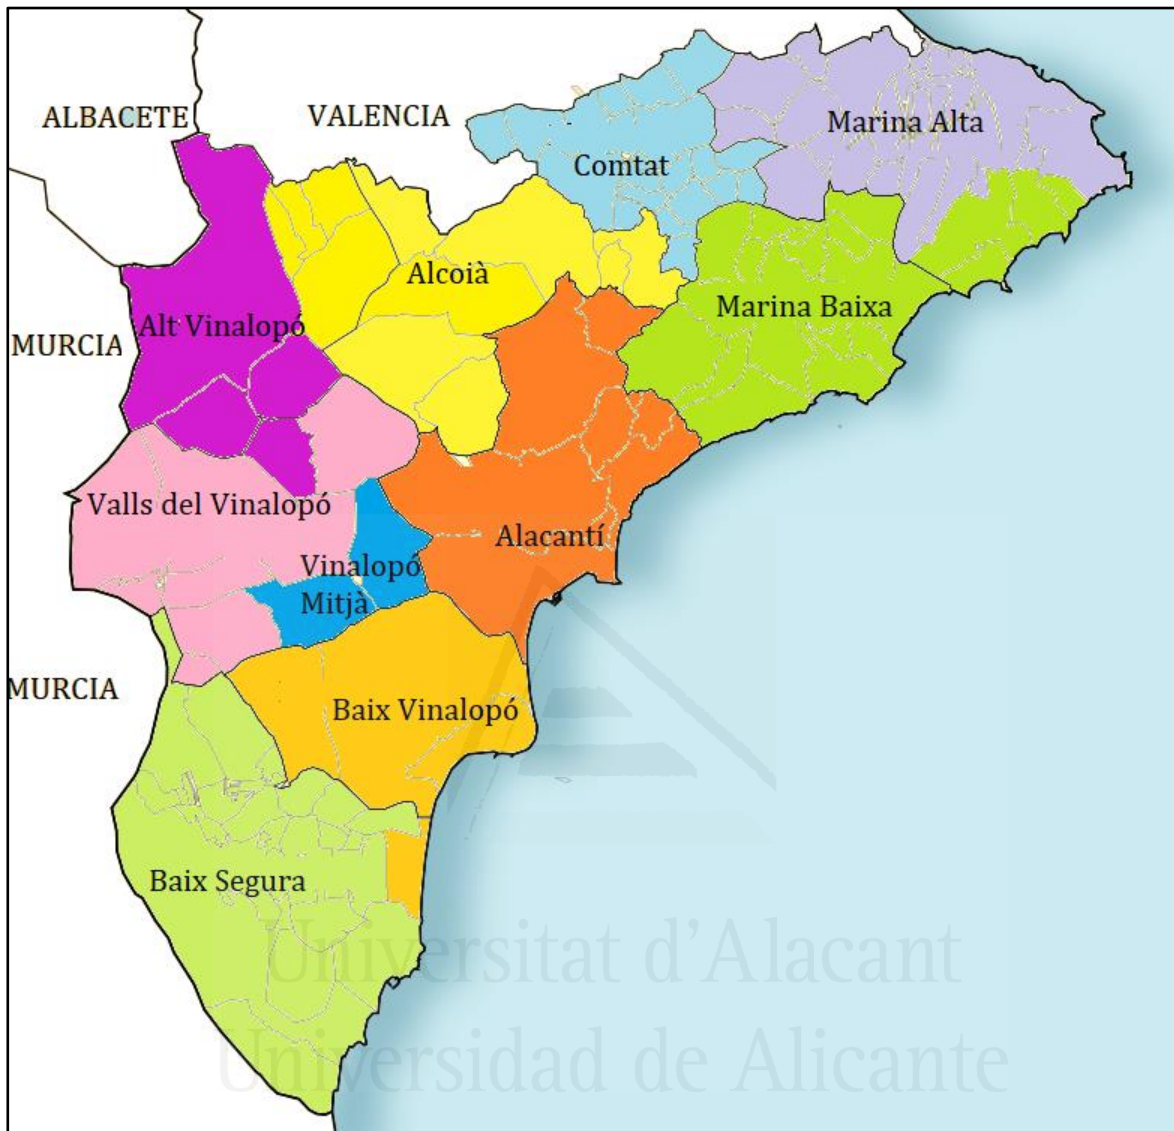 ALBACETE
VALENCIA
Marina Alta
Comtat
Alcoià
Marina Baixa
Alt Vinalopó
MURCIA
Valls del Vinalopó
Alacantí
Vinalopó
Mitjà
MURCIA
Baix Vinalopó
Baix Segura
Universitat d'Alacant
Universidad de Alicante